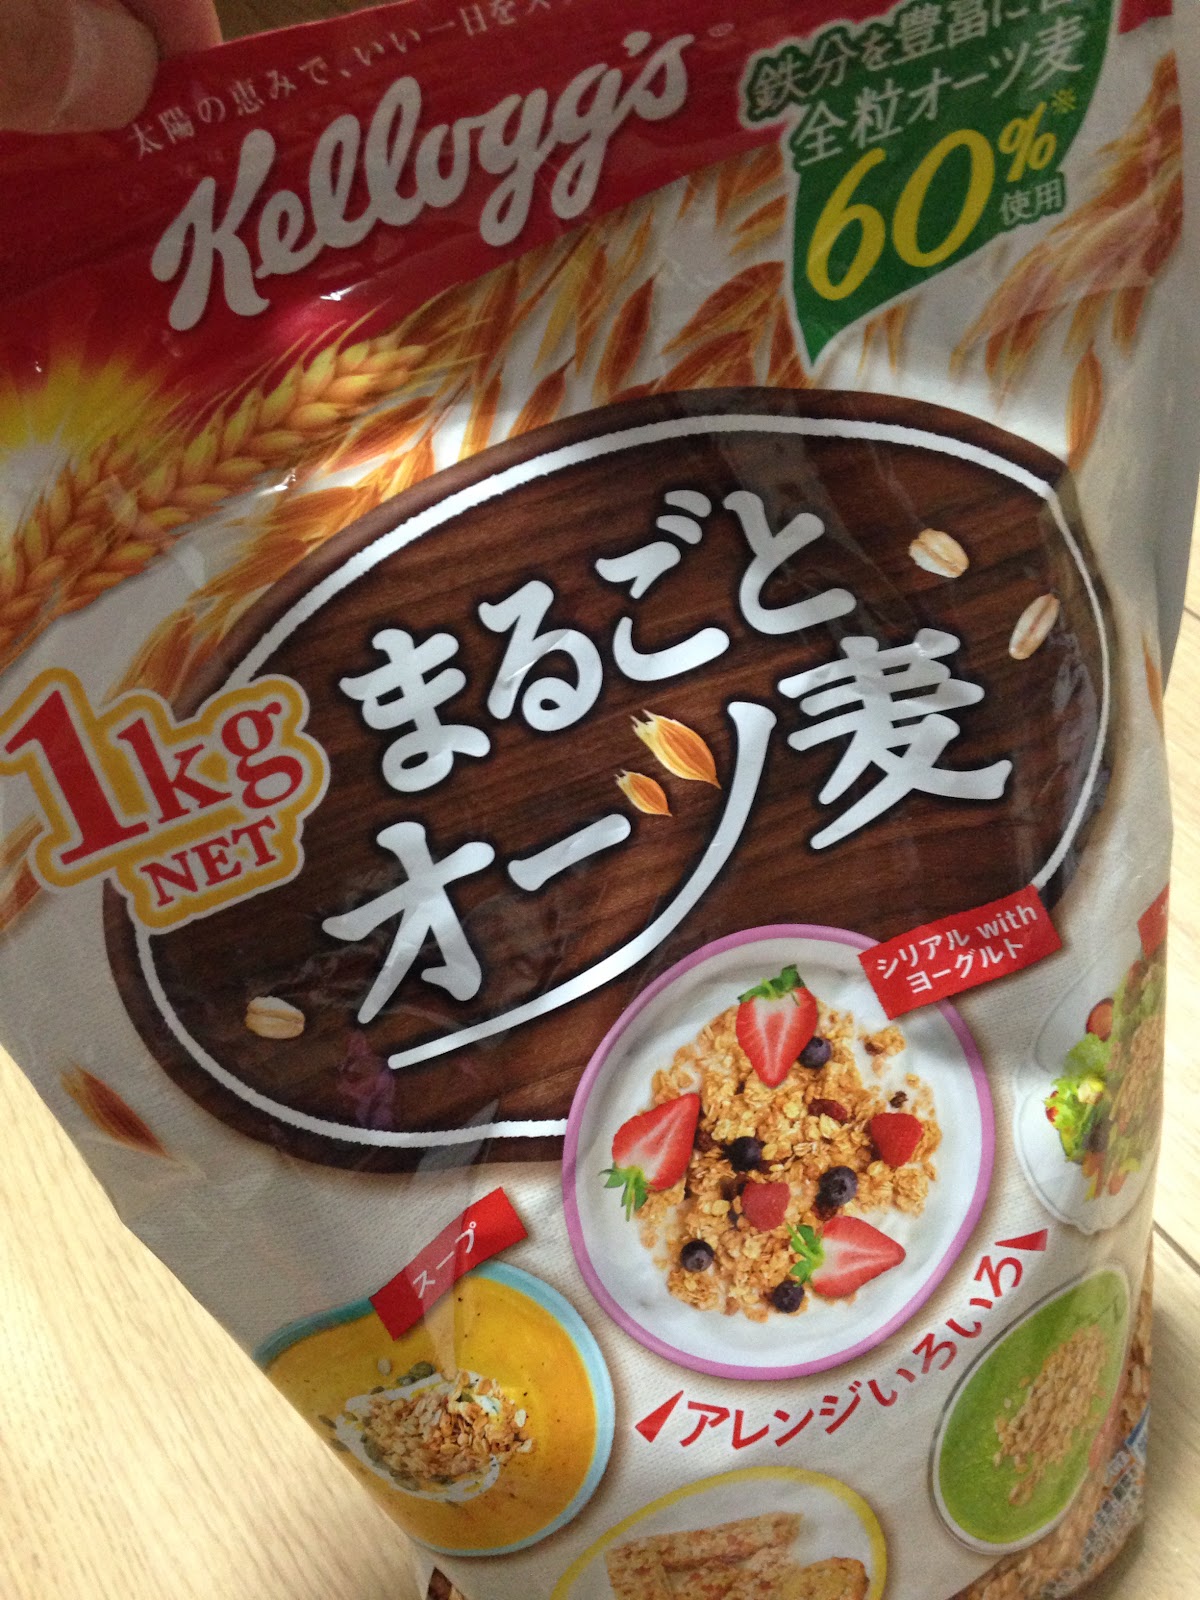 太陽の恵みで、いい一日を
Kellogg's
鉄分を豊富に
全粒オーツ麦
60%※
使用
まるごと
オーツ麦
1kg
NET
シリアル with
ヨーグルト
スープ
アレンジいろいろ